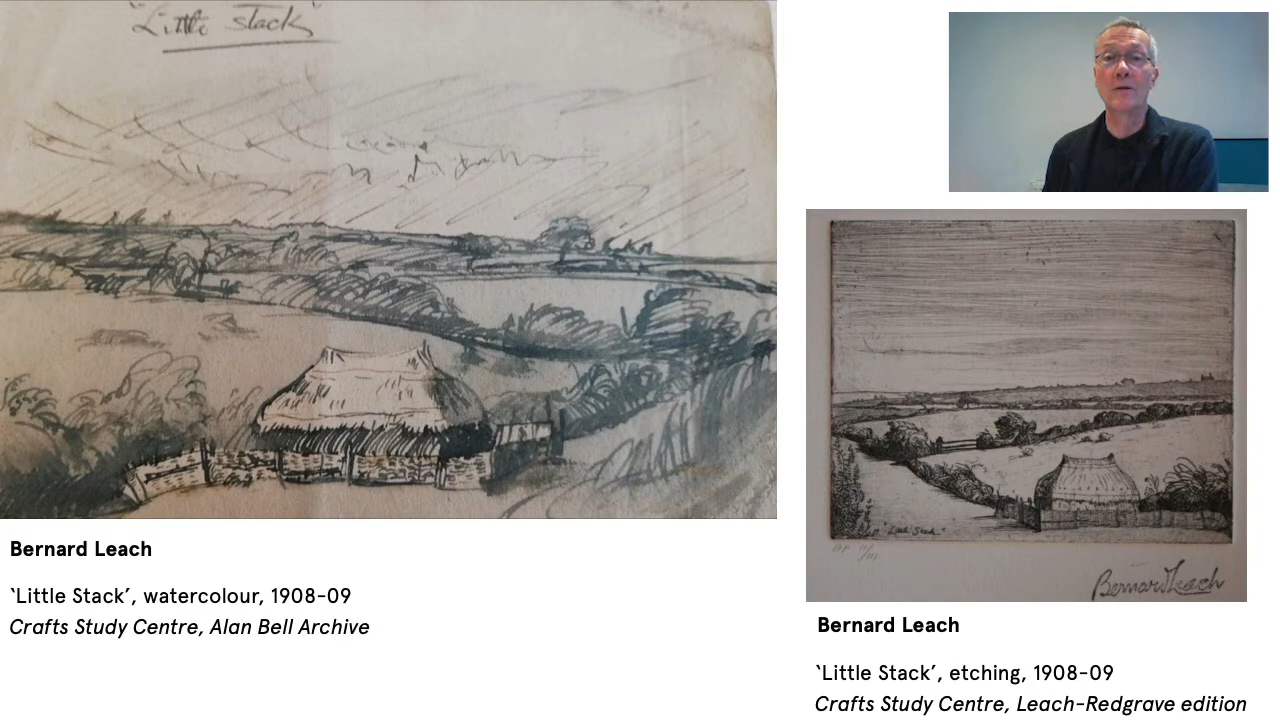 "Little Stack"
Bernard Leach
‘Little Stack’, watercolour, 1908-09
Crafts Study Centre, Alan Bell Archive
"Little Stack."
Bernard Leach
Bernard Leach
‘Little Stack’, etching, 1908-09
Crafts Study Centre, Leach-Redgrave edition